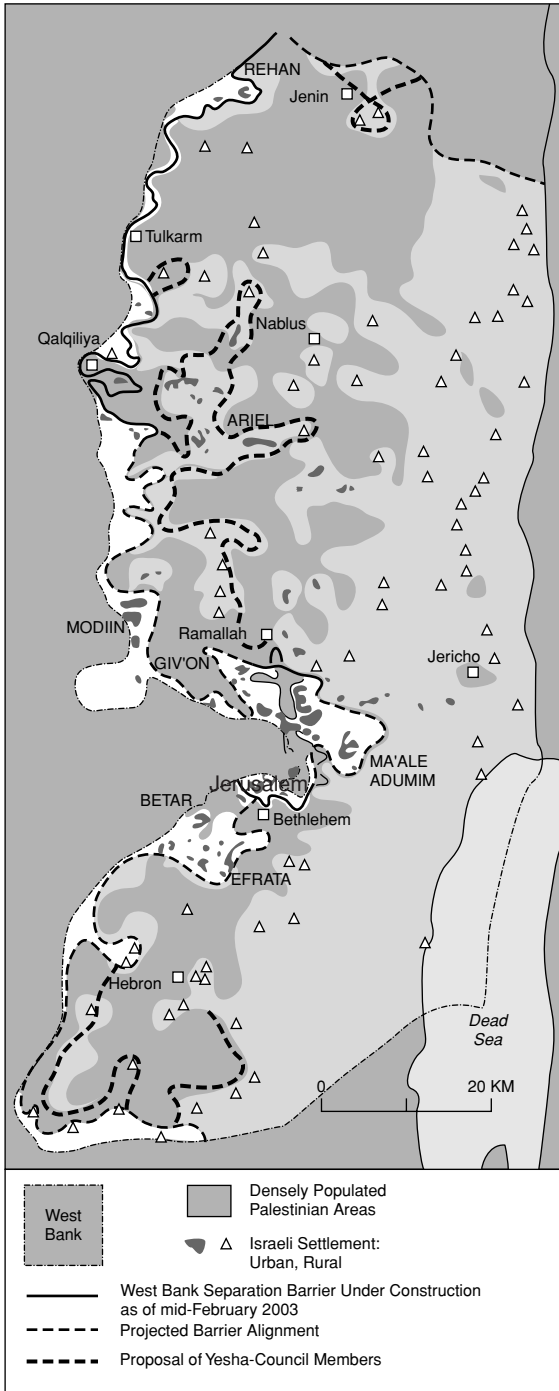 REHAN
Jenin
Tulkarm
Nablus
Qalqiliya
ARIEL
MODIIN
Ramallah
GIV'ON
Jericho
MA'ALE
ADUMIM
Jerusalem
BETAR
Bethlehem
EFRATA
Hebron
Dead
Sea
0 20 KM
West
Bank
Densely Populated
Palestinian Areas
Israeli Settlement:
Urban, Rural
West Bank Separation Barrier Under Construction
as of mid-February 2003
Projected Barrier Alignment
Proposal of Yesha-Council Members